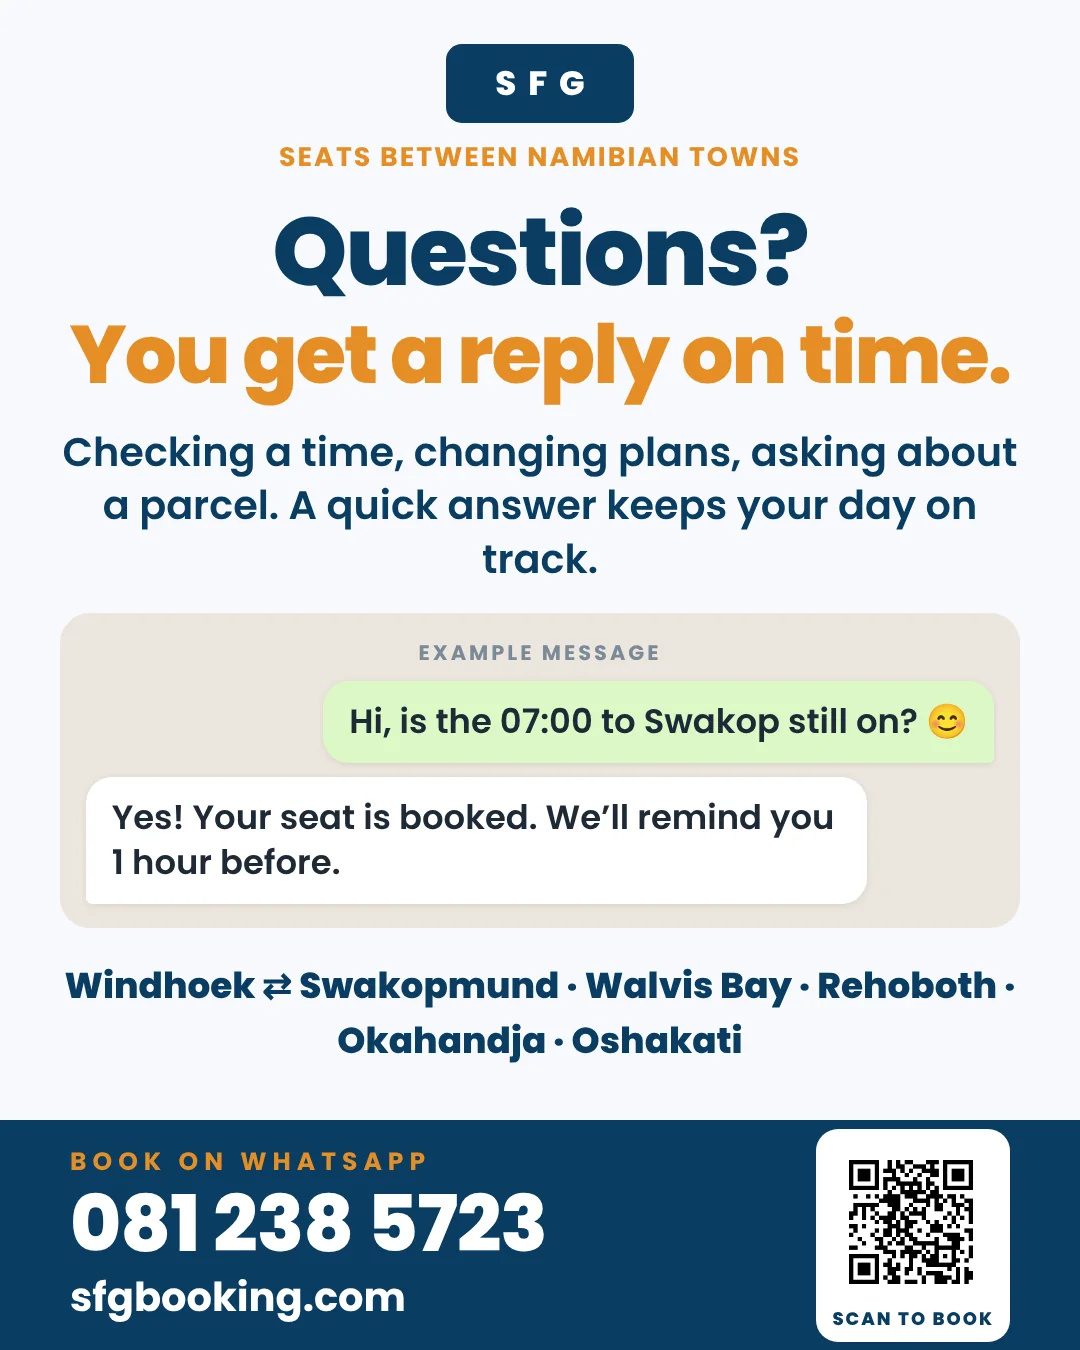 SFG
SEATS BETWEEN NAMIBIAN TOWNS
Questions?
You get a reply on time.
Checking a time, changing plans, asking about
a parcel. A quick answer keeps your day on
track.
EXAMPLE MESSAGE
Hi, is the 07:00 to Swakop still on? 😊
Yes! Your seat is booked. We’ll remind you
1 hour before.
Windhoek ⇄ Swakopmund · Walvis Bay · Rehoboth ·
Okahandja · Oshakati
BOOK ON WHATSAPP
081 238 5723
sfgbooking.com
SCAN TO BOOK